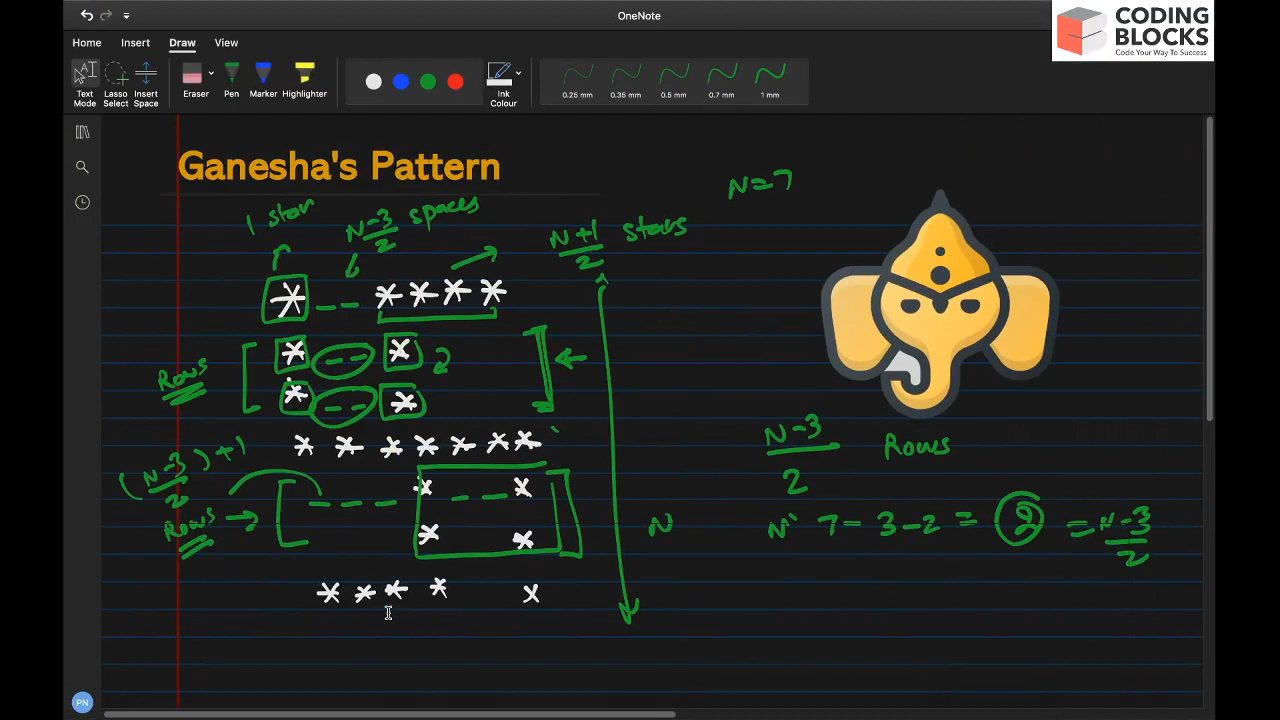 OneNote
CODING
BLOCKS
Code Your Way To Success
Home Insert Draw View
Text Mode
Lasso Select
Insert Space
Eraser
Pen
Marker
Highlighter
Ink Colour
0.25 mm 0.35 mm 0.5 mm 0.7 mm 1 mm
Ganesha's Pattern
N=7
1 star
N-3/2 spaces
N+1/2 stars
* _ _ * * * *
Rows
* -- *
* -- *
* * * * * * *
(N-3/2)+1
Rows
--- * --- *
* *
* * * * *
N
N-3/2 Rows
N` 7-3-2 = 2 = N-3/2
PN